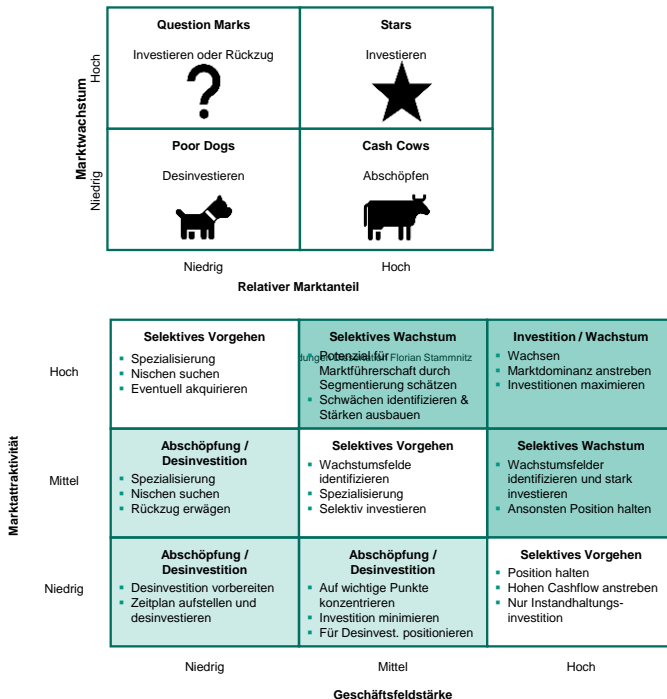 Question Marks
Investieren oder Rückzug
Stars
Investieren
Poor Dogs
Desinvestieren
Cash Cows
Abschöpfen
Marktwachstum
Hoch
Niedrig
Niedrig
Hoch
Relativer Marktanteil
Marktattraktivität
Hoch
Selektives Vorgehen
Spezialisierung
Nischen suchen
Eventuell akquirieren
Selektives Wachstum
Potenzial für
Marktführerschaft durch
Segmentierung schätzen
Schwächen identifizieren &
Stärken ausbauen
Florian Stammnitz
Investition / Wachstum
Wachsen
Marktdominanz anstreben
Investitionen maximieren
Mittel
Abschöpfung /
Desinvestition
Spezialisierung
Nischen suchen
Rückzug erwägen
Selektives Vorgehen
Wachstumsfelde
identifizieren
Spezialisierung
Selektiv investieren
Selektives Wachstum
Wachstumsfelder
identifizieren und stark
investieren
Ansonsten Position halten
Niedrig
Abschöpfung /
Desinvestition
Desinvestition vorbereiten
Zeitplan aufstellen und
desinvestieren
Abschöpfung /
Desinvestition
Auf wichtige Punkte
konzentrieren
Investition minimieren
Für Desinvest. positionieren
Selektives Vorgehen
Position halten
Hohen Cashflow anstreben
Nur Instandhaltungs-
investition
Niedrig
Mittel
Hoch
Geschäftsfeldstärke